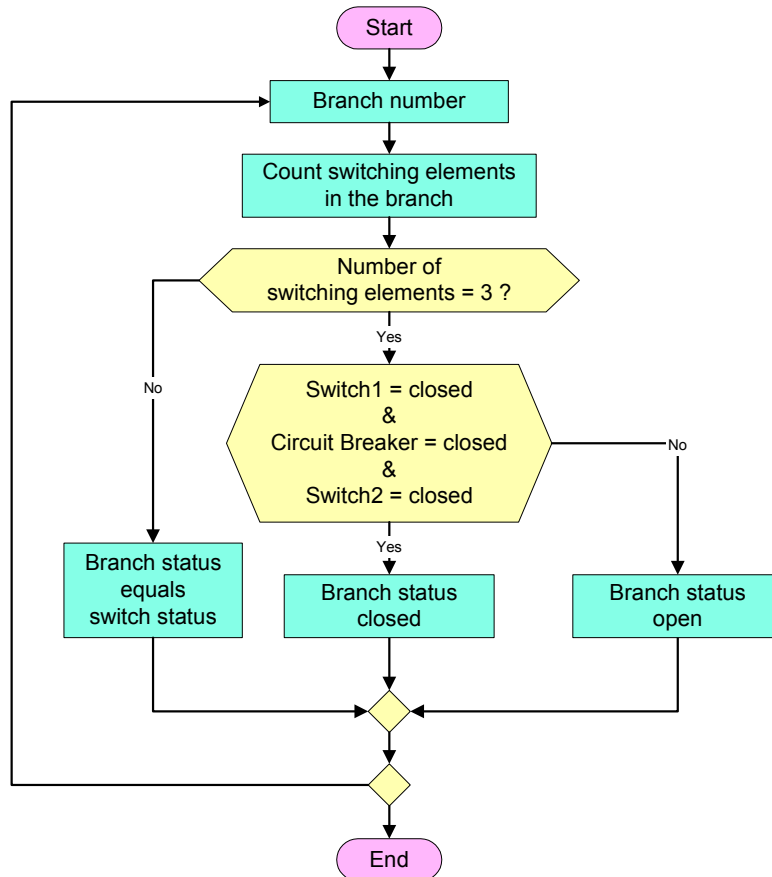 Start
Branch number
Count switching elements
in the branch
Number of
switching elements = 3 ?
Yes
No
Switch1 = closed
&
Circuit Breaker = closed
&
Switch2 = closed
No
Yes
Branch status
equals
switch status
Branch status
closed
Branch status
open
End